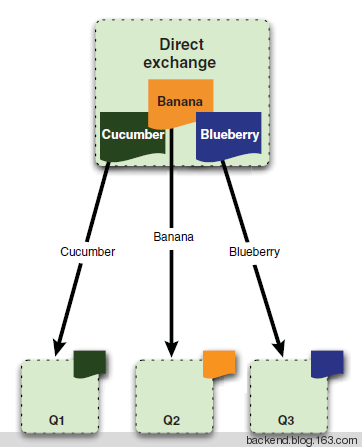 Direct
exchange
Banana
Cucumber
Blueberry
Cucumber
Banana
Blueberry
Q1
Q2
Q3
backend.blog.163.com